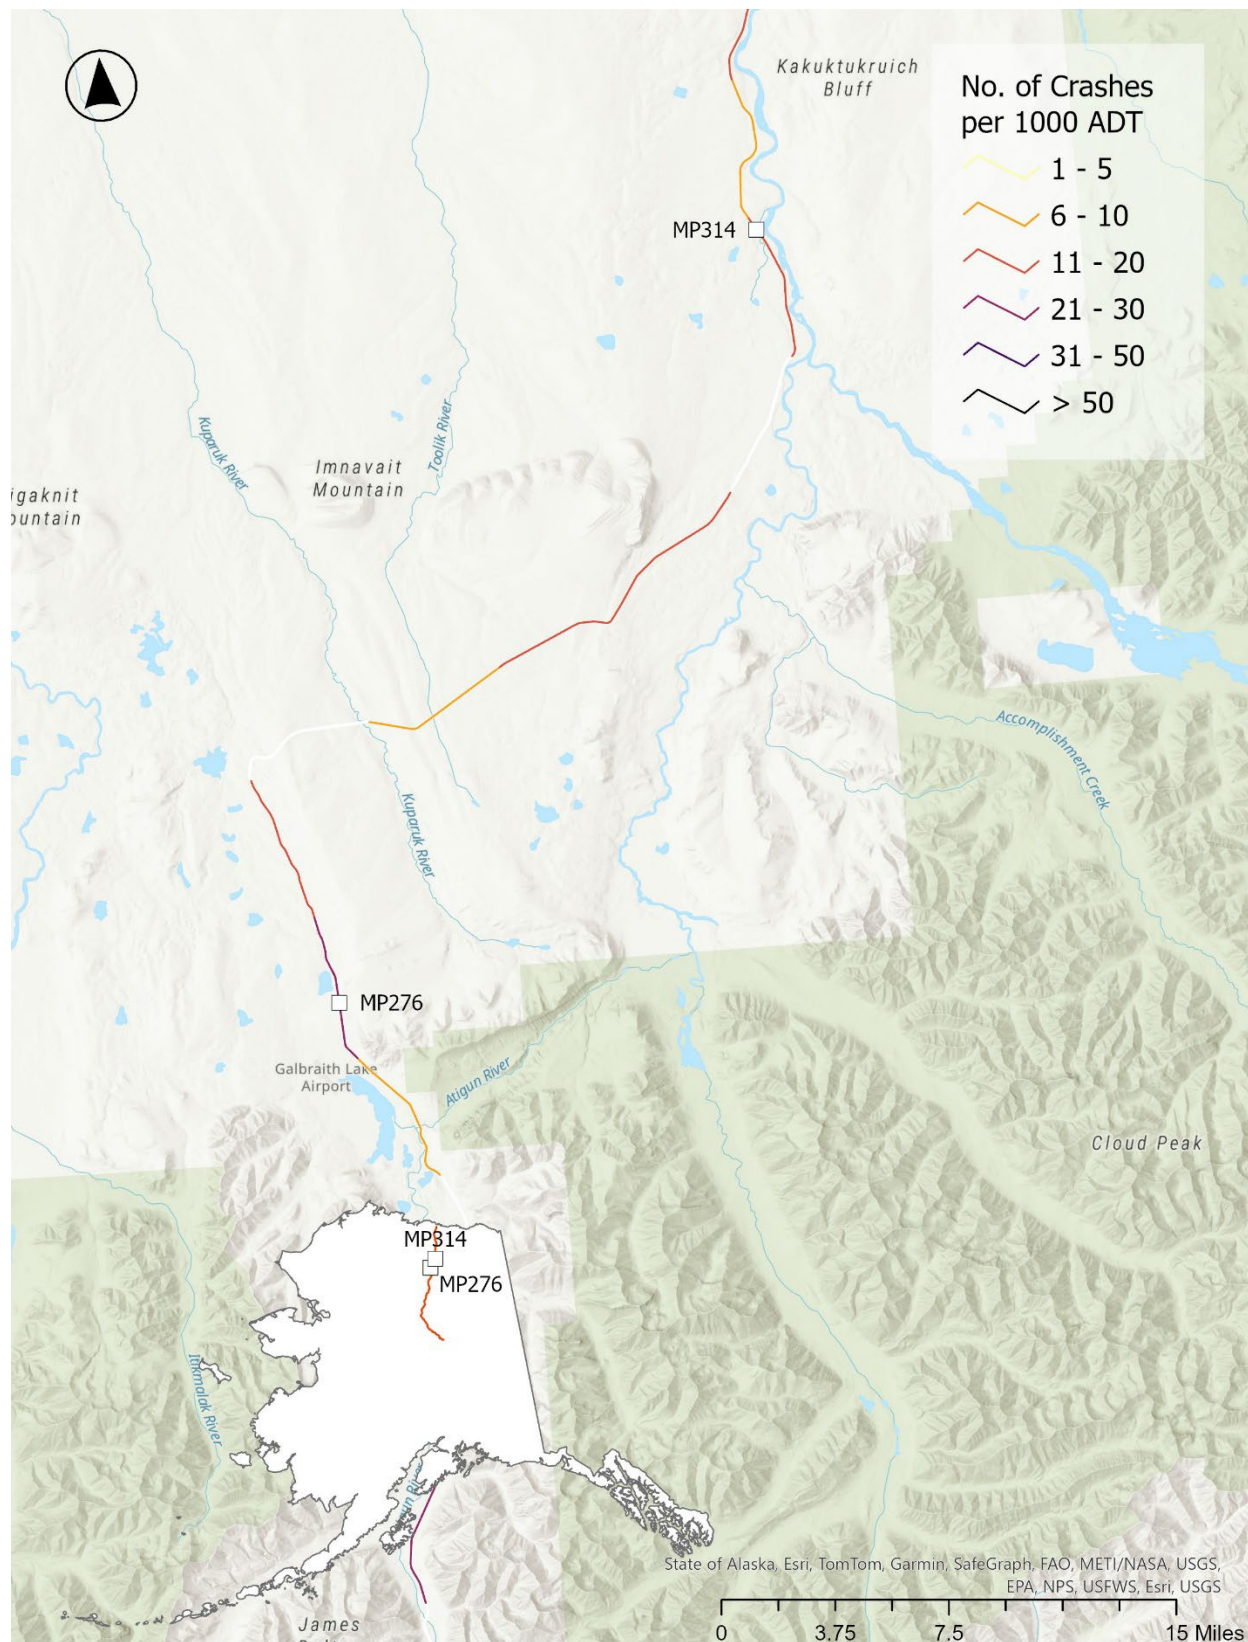 Kakuktukruich
Bluff
No. of Crashes
per 1000 ADT
1 - 5
6 - 10
11 - 20
21 - 30
31 - 50
> 50
MP314
Kuparuk River
Toolik River
Imnavait
Mountain
igaknit
ountain
Accomplishment Creek
Kuparuk River
MP276
Galbraith Lake
Airport
Atigun River
Cloud Peak
MP314
MP276
Itikmalak River
River
State of Alaska, Esri, TomTom, Garmin, SafeGraph, FAO, METI/NASA, USGS,
EPA, NPS, USFWS, Esri, USGS
James
0 3.75 7.5 15 Miles